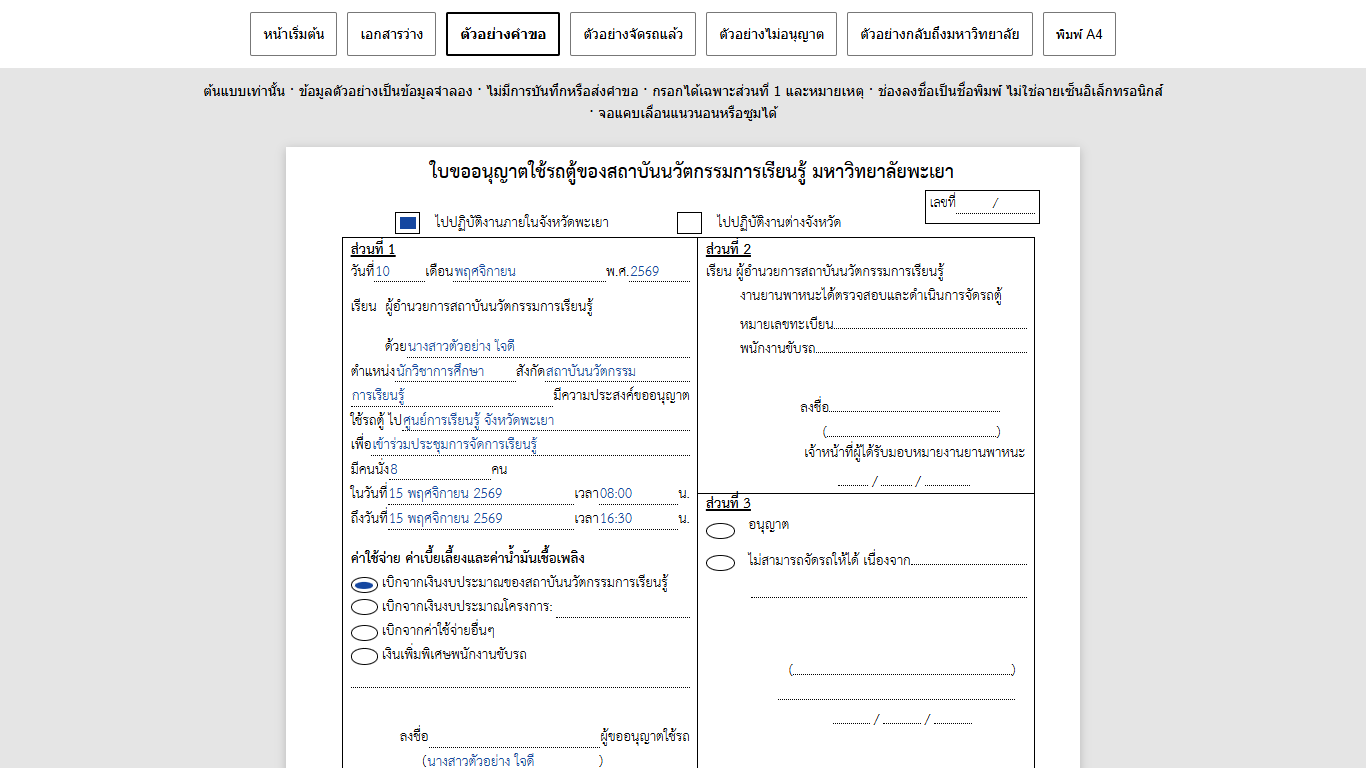 หน้าเริ่มต้น
เอกสารว่าง
ตัวอย่างคำขอ
ตัวอย่างจัดรถแล้ว
ตัวอย่างไม่อนุญาต
ตัวอย่างกลับถึงมหาวิทยาลัย
พิมพ์ A4
ต้นแบบเท่านั้น · ข้อมูลตัวอย่างเป็นข้อมูลจำลอง · ไม่มีการบันทึกหรือส่งคำขอ · กรอกได้เฉพาะส่วนที่ 1 และหมายเหตุ · ช่องลงชื่อเป็นชื่อพิมพ์ ไม่ใช่ลายเซ็นอิเล็กทรอนิกส์
· จอแคบเลื่อนแนวนอนหรือซูมได้
ใบขออนุญาตใช้รถตู้ของสถาบันนวัตกรรมการเรียนรู้ มหาวิทยาลัยพะเยา
เลขที่ /
ไปปฏิบัติงานภายในจังหวัดพะเยา
ไปปฏิบัติงานต่างจังหวัด
ส่วนที่ 1
วันที่ 10 เดือน พฤศจิกายน พ.ศ. 2569
เรียน ผู้อำนวยการสถาบันนวัตกรรมการเรียนรู้
ด้วย นางสาวตัวอย่าง ใจดี
ตำแหน่ง นักวิชาการศึกษา สังกัด สถาบันนวัตกรรม
การเรียนรู้ มีความประสงค์ขออนุญาต
ใช้รถตู้ ไป ศูนย์การเรียนรู้ จังหวัดพะเยา
เพื่อ เข้าร่วมประชุมการจัดการเรียนรู้
มีคนนั่ง 8 คน
ในวันที่ 15 พฤศจิกายน 2569 เวลา 08:00 น.
ถึงวันที่ 15 พฤศจิกายน 2569 เวลา 16:30 น.
ค่าใช้จ่าย ค่าเบี้ยเลี้ยงและค่าน้ำมันเชื้อเพลิง
เบิกจากเงินงบประมาณของสถาบันนวัตกรรมการเรียนรู้
เบิกจากเงินงบประมาณโครงการ:
เบิกจากค่าใช้จ่ายอื่นๆ
เงินเพิ่มพิเศษพนักงานขับรถ
ลงชื่อ ผู้ขออนุญาตใช้รถ
(นางสาวตัวอย่าง ใจดี )
ส่วนที่ 2
เรียน ผู้อำนวยการสถาบันนวัตกรรมการเรียนรู้
งานยานพาหนะได้ตรวจสอบและดำเนินการจัดรถตู้
หมายเลขทะเบียน
พนักงานขับรถ
ลงชื่อ
( )
เจ้าหน้าที่ผู้ได้รับมอบหมายงานยานพาหนะ
/ /
ส่วนที่ 3
อนุญาต
ไม่สามารถจัดรถให้ได้ เนื่องจาก
( )
/ /